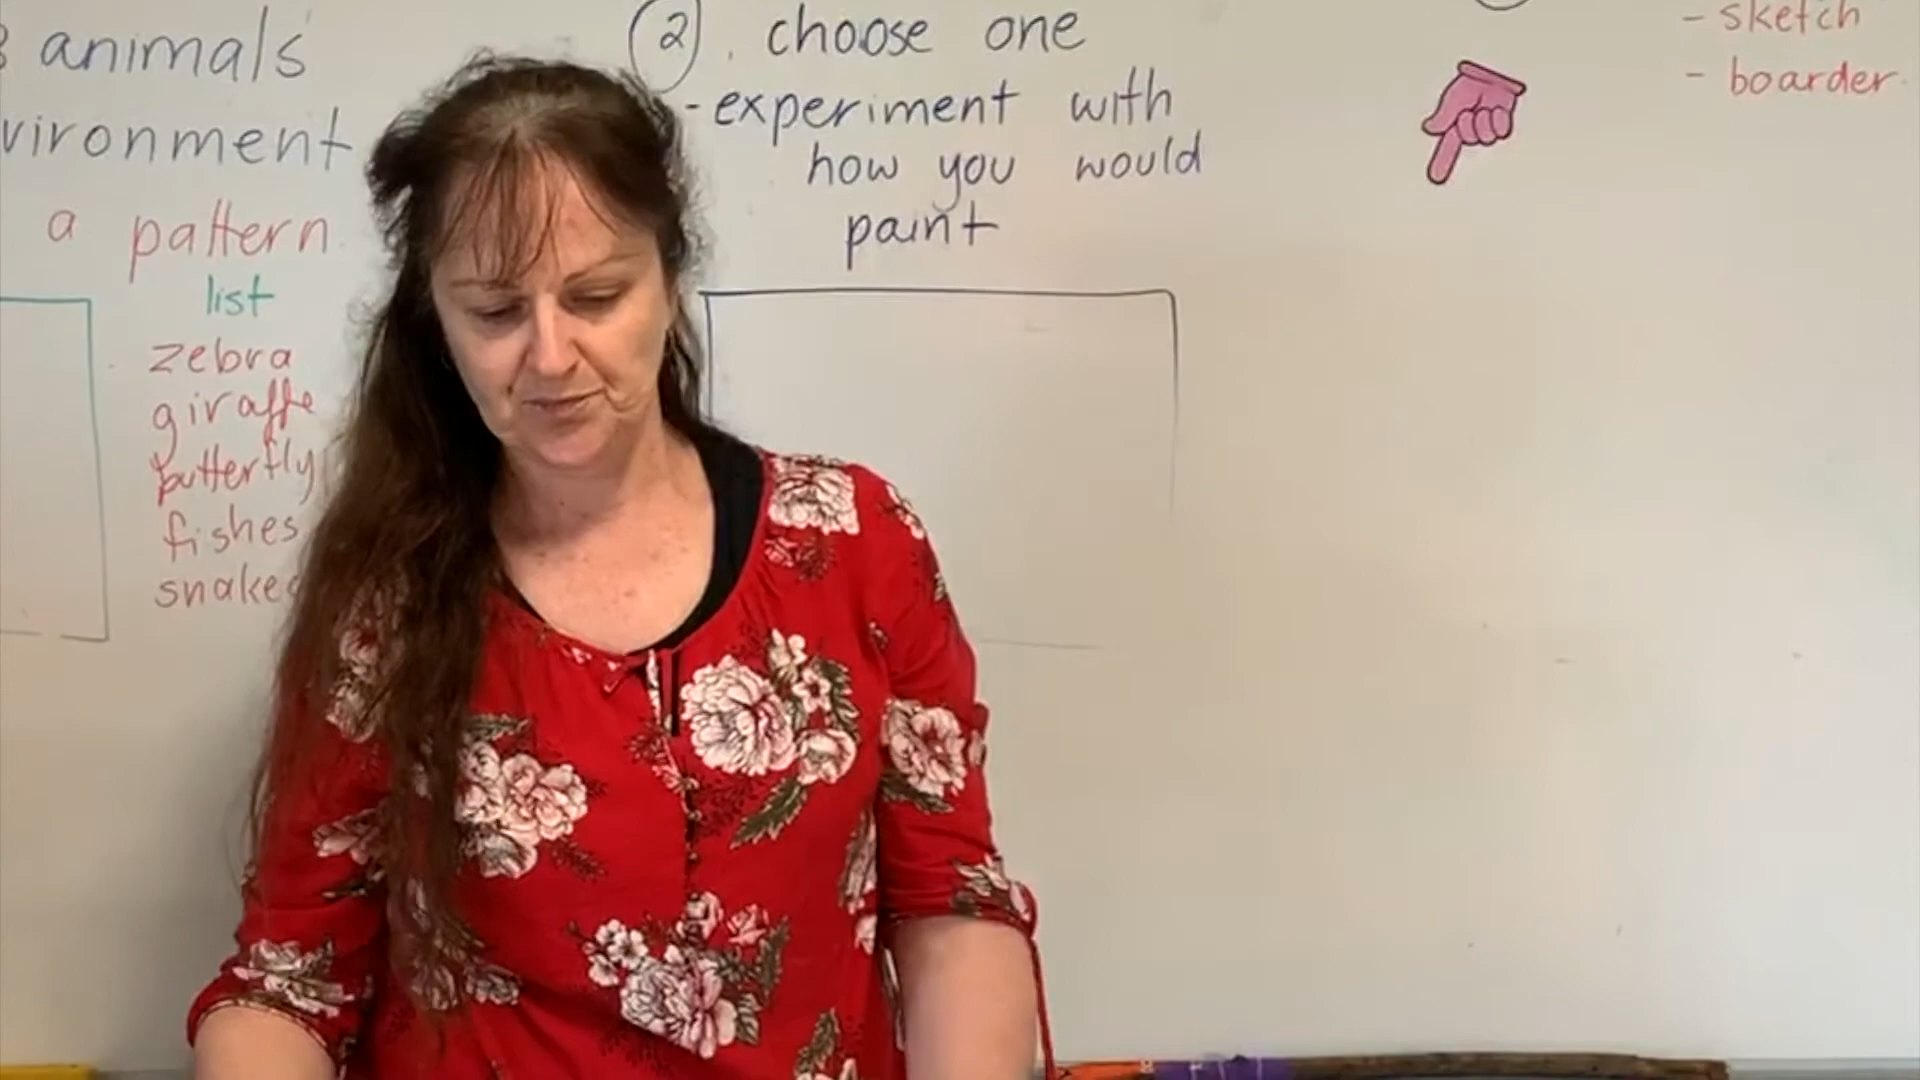 animals
vironment
a pattern
list
zebra
giraffe
butterfly
fishes
snake
2 . choose one
- experiment with
how you would
paint
- sketch
- boarder